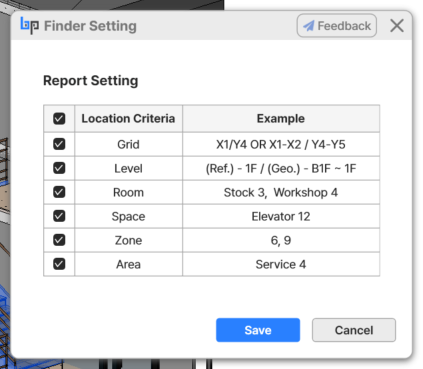 bp Finder Setting Feedback
Report Setting
Location Criteria Example
Grid X1/Y4 OR X1-X2 / Y4-Y5
Level (Ref.) - 1F / (Geo.) - B1F ~ 1F
Room Stock 3, Workshop 4
Space Elevator 12
Zone 6, 9
Area Service 4
Save Cancel